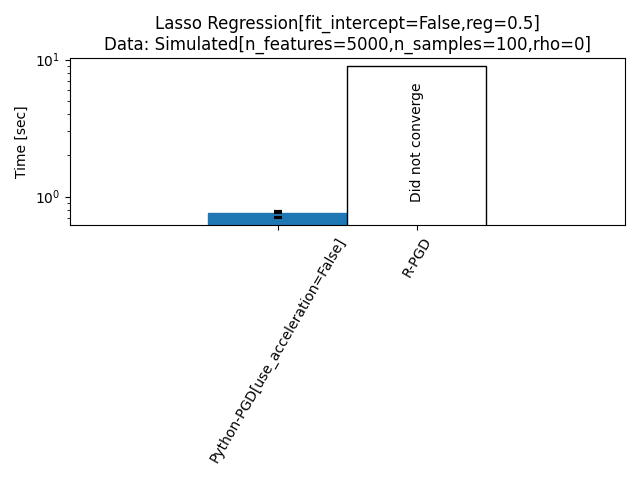 Lasso Regression[fit_intercept=False,reg=0.5]
Data: Simulated[n_features=5000,n_samples=100,rho=0]
Time [sec]
10¹
10⁰
Did not converge
Python-PGD[use_acceleration=False]
R-PGD